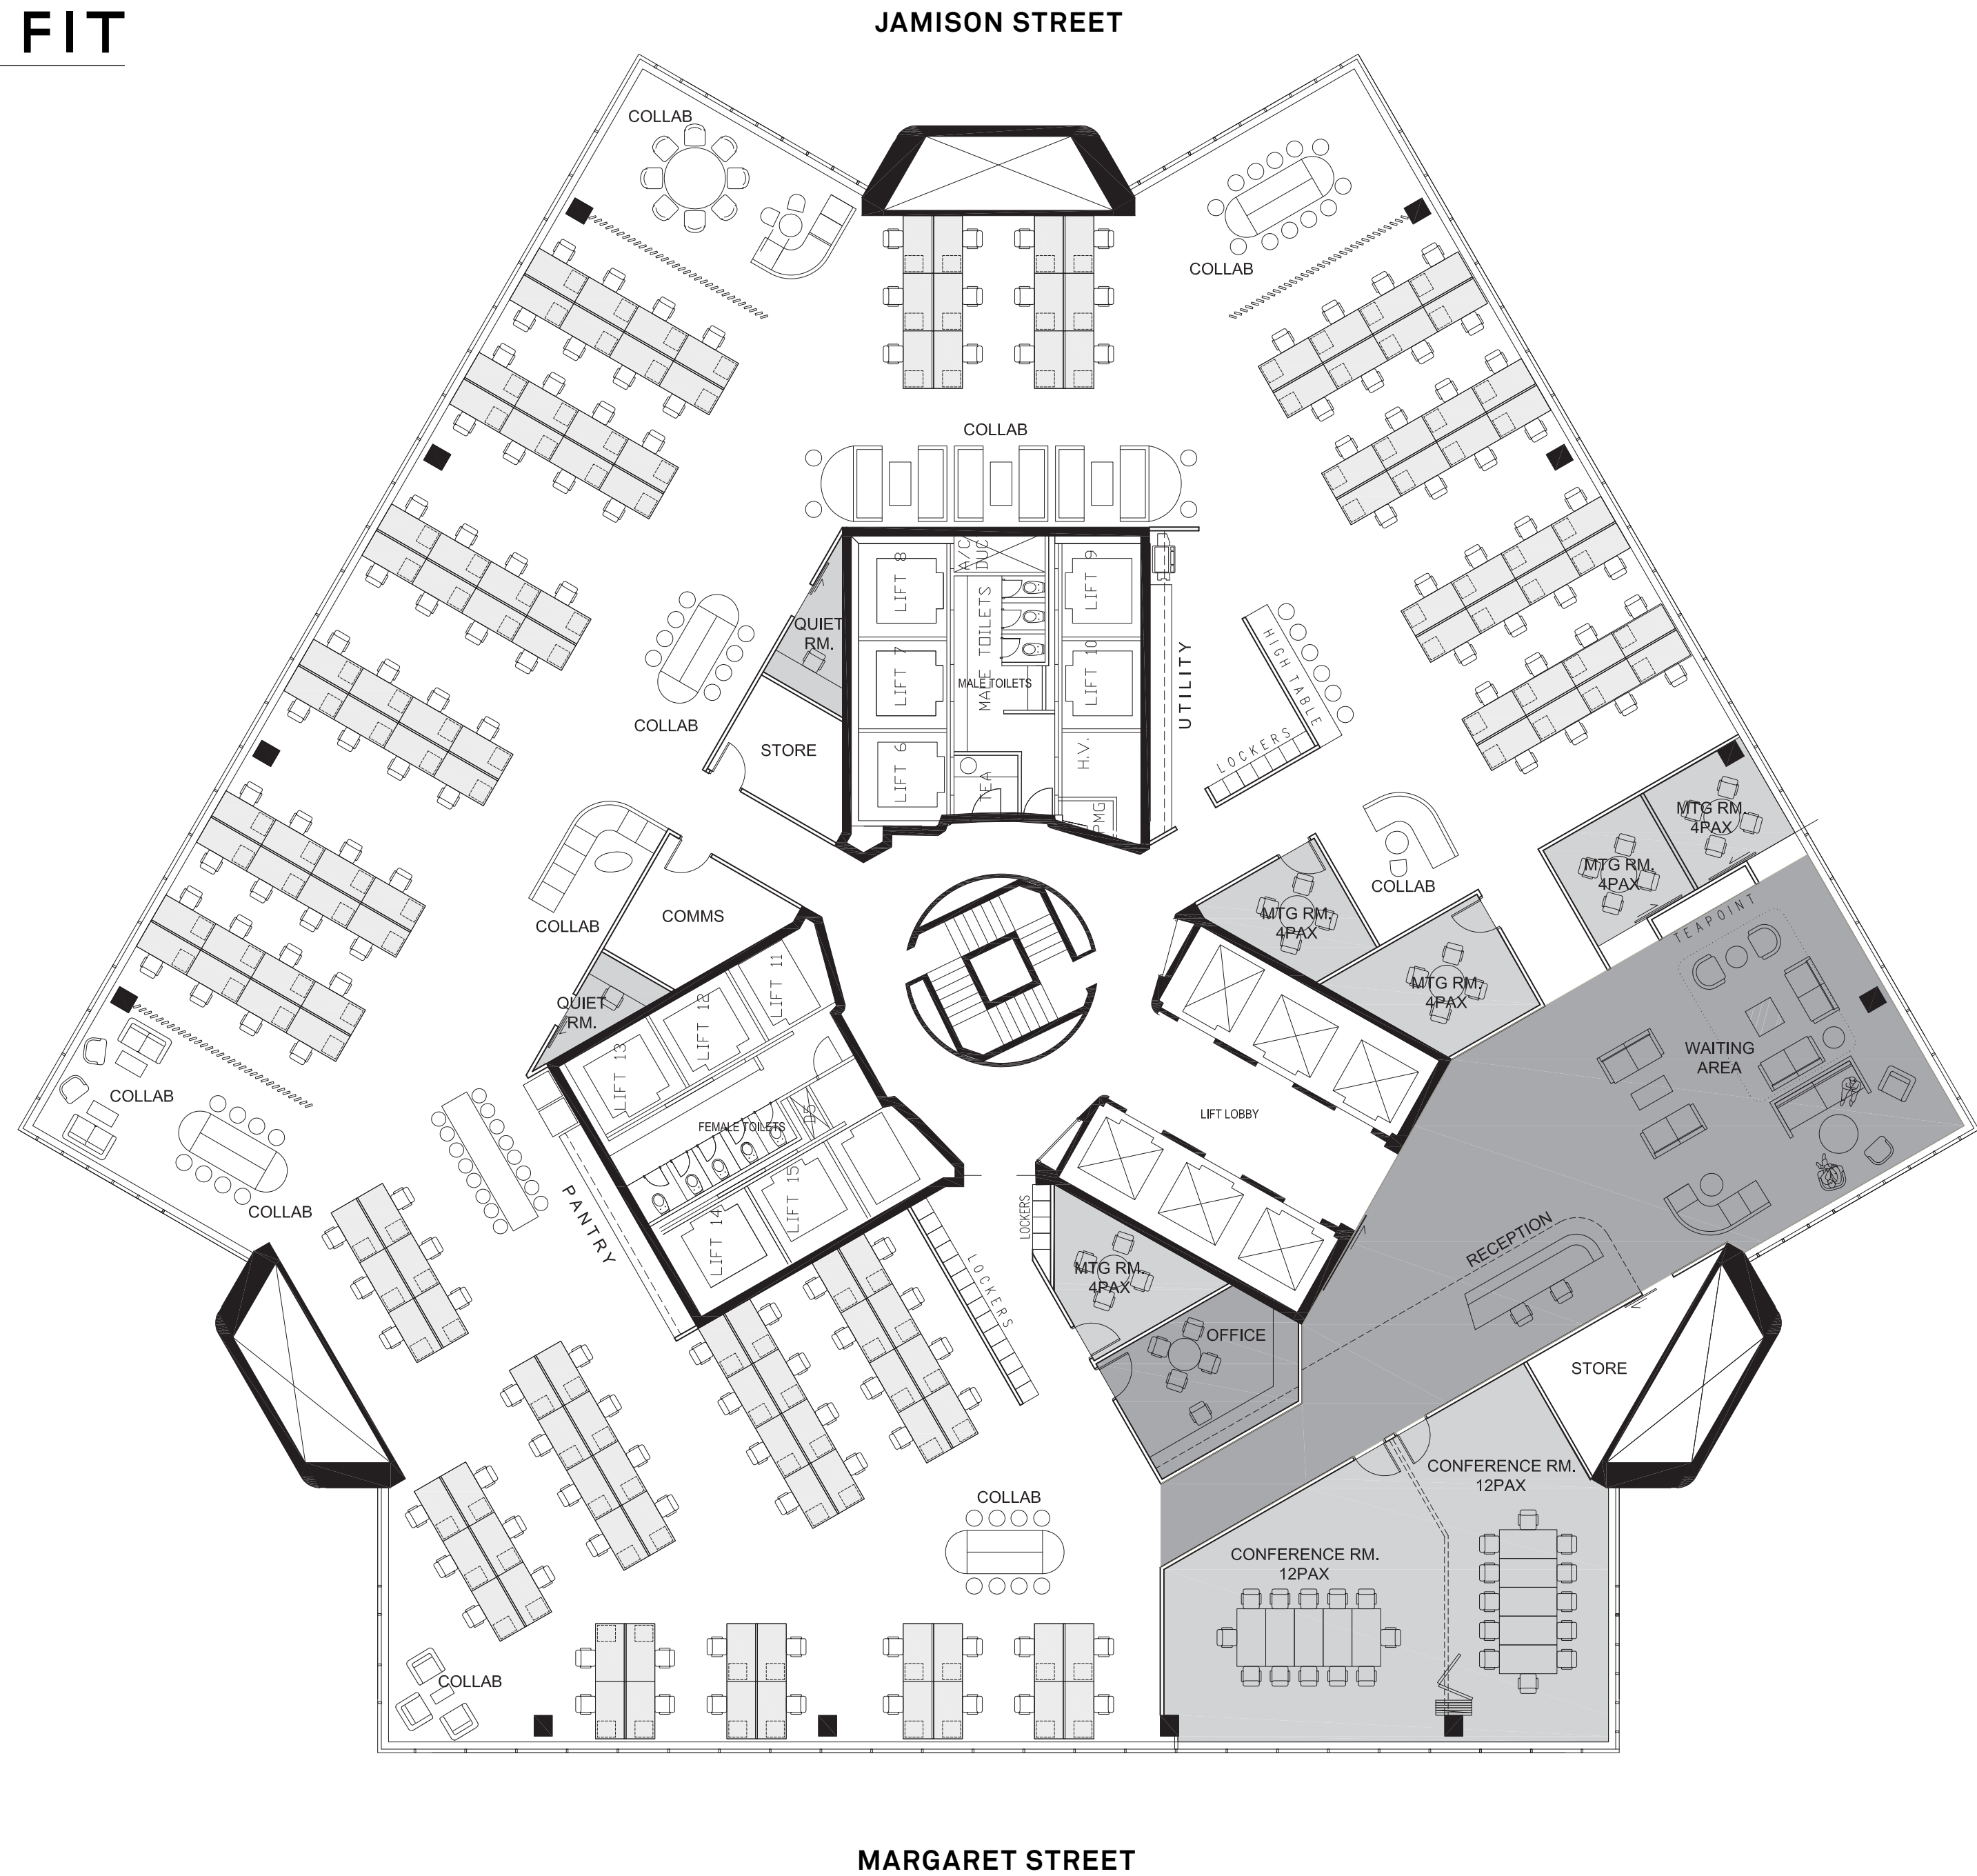 FIT
JAMISON STREET
COLLAB
COLLAB
COLLAB
QUIET
RM.
LIFT 8
A/C
DUC
LIFT 9
MALE TOILETS
LIFT 7
MALE TOILETS
LIFT 10
UTILITY
HIGH TABLE
COLLAB
STORE
LIFT 6
TEA
H.V.
PMG
LOCKERS
MTG RM.
4PAX
MTG RM.
4PAX
COLLAB
COLLAB
COMMS
MTG RM.
4PAX
TEAPOINT
QUIET
RM.
LIFT 11
LIFT 12
LIFT 13
MTG RM.
4PAX
WAITING
AREA
COLLAB
FEMALE TOILETS
LIFT LOBBY
COLLAB
PANTRY
LIFT 15
LIFT 14
LOCKERS
LOCKERS
RECEPTION
MTG RM.
4PAX
OFFICE
STORE
CONFERENCE RM.
12PAX
COLLAB
CONFERENCE RM.
12PAX
COLLAB
MARGARET STREET